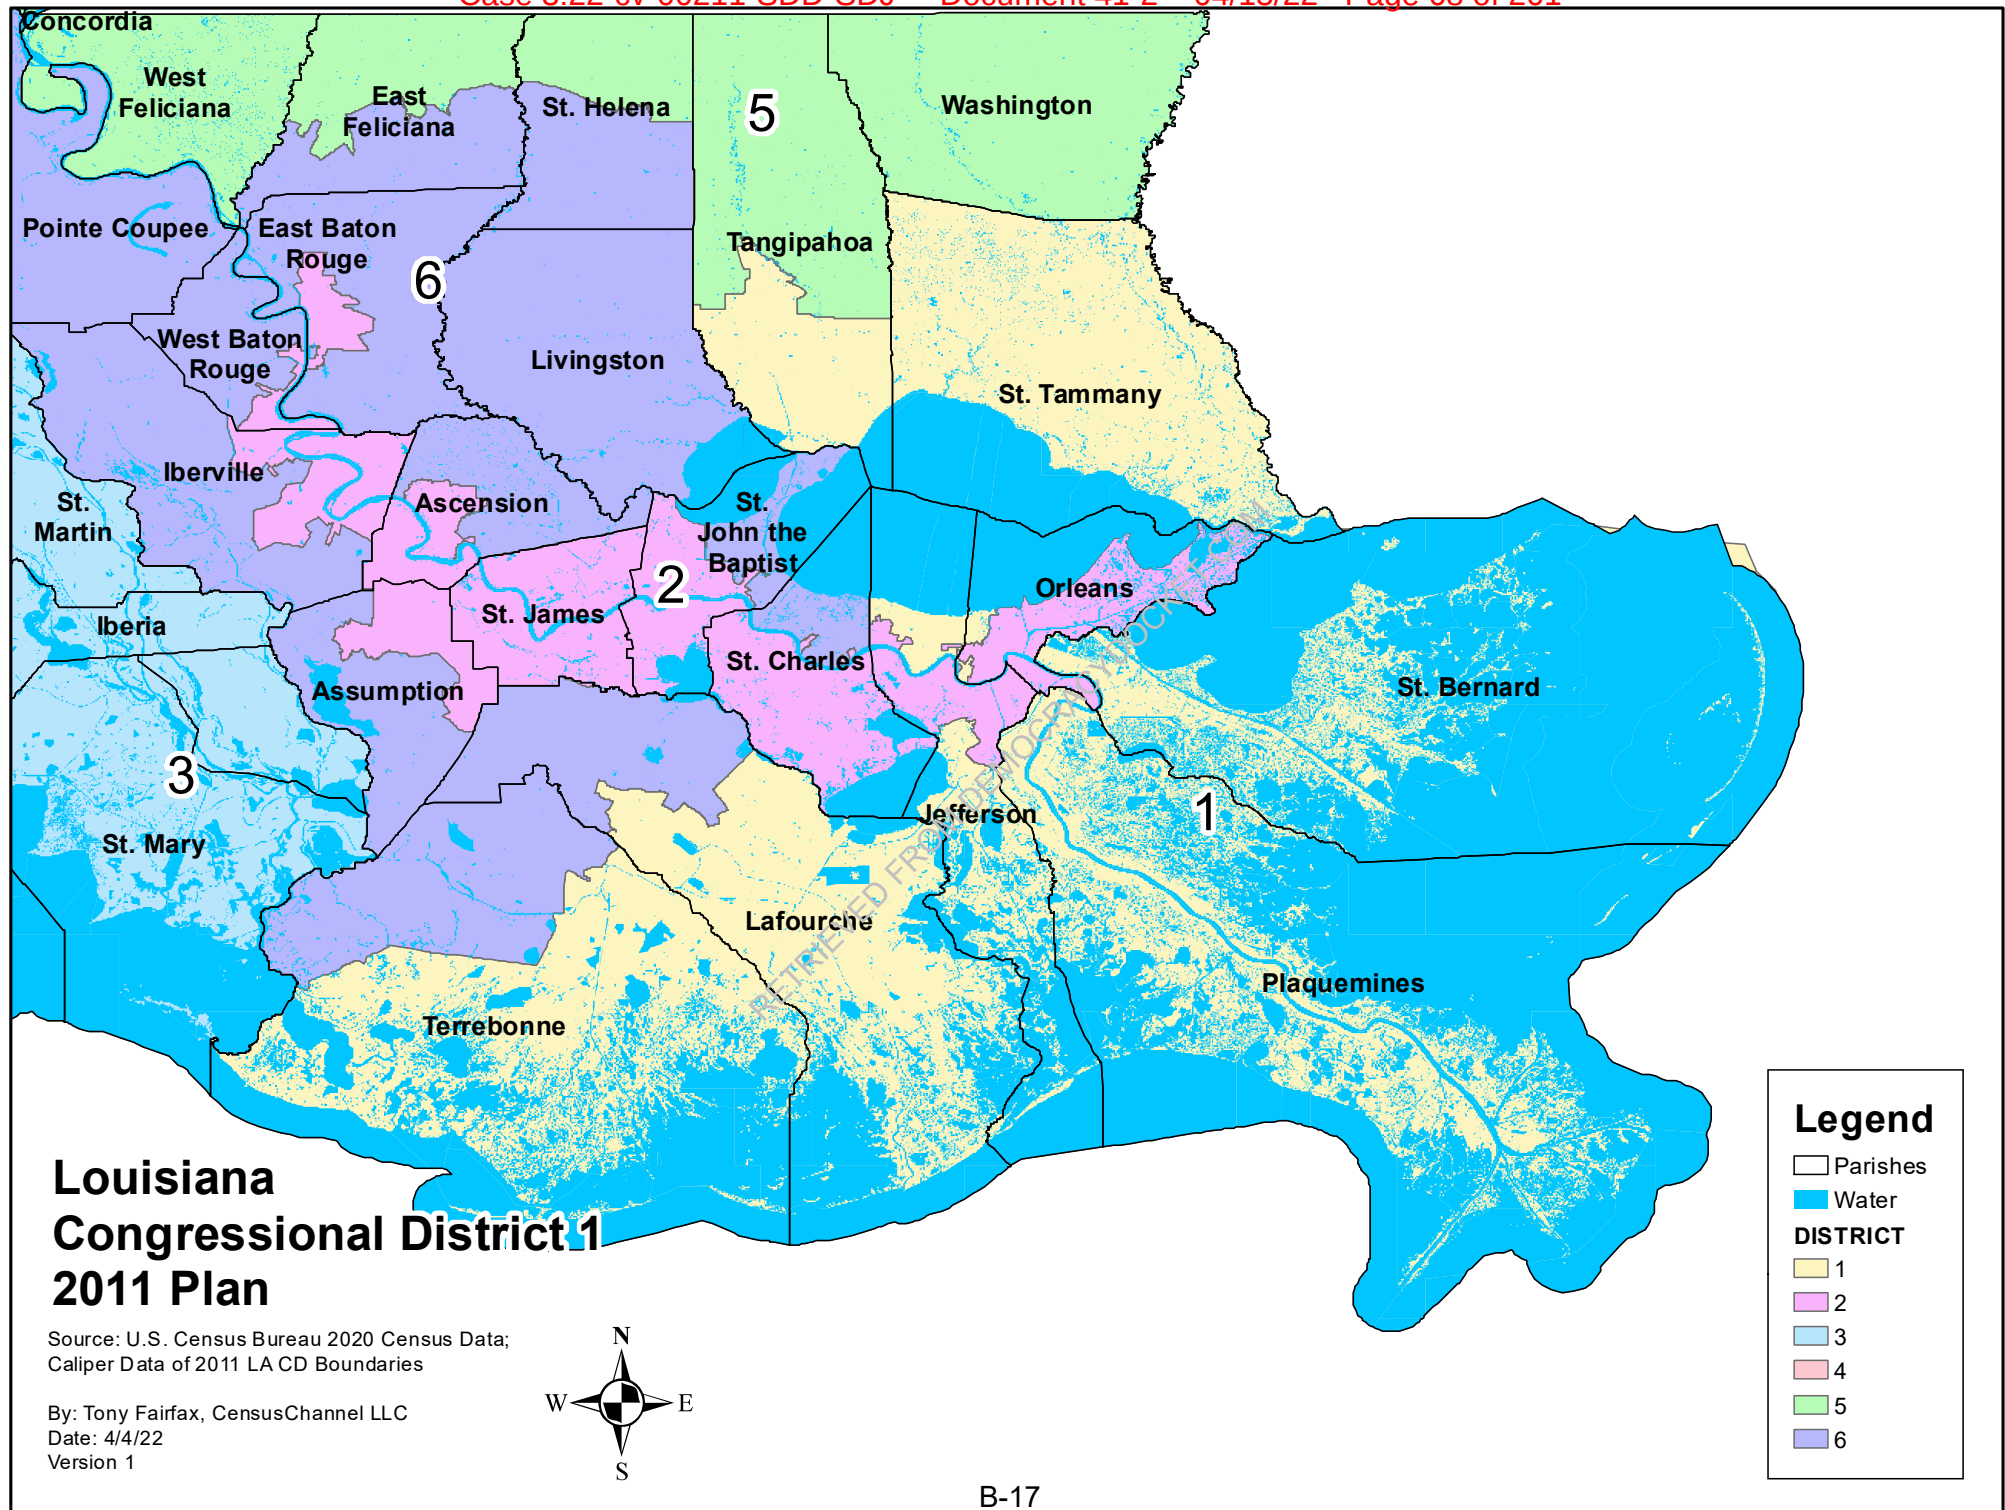 Concordia
West
Feliciana
East
Feliciana
St. Helena
5
Washington
Pointe Coupee
East Baton
Rouge
6
Tangipahoa
West Baton
Rouge
Livingston
St. Tammany
Iberville
Ascension
St.
Martin
St.
John the
Baptist
2
Orleans
Iberia
St. James
St. Charles
Assumption
St. Bernard
3
1
Jefferson
St. Mary
Lafourche
Plaquemines
Terrebonne
RETRIEVED FROM DEMOCRACYDOCKET.COM
Louisiana
Congressional District 1
2011 Plan
Source: U.S. Census Bureau 2020 Census Data;
Caliper Data of 2011 LA CD Boundaries
By: Tony Fairfax, CensusChannel LLC
Date: 4/4/22
Version 1
N
W
E
S
Legend
Parishes
Water
DISTRICT
1
2
3
4
5
6
B-17